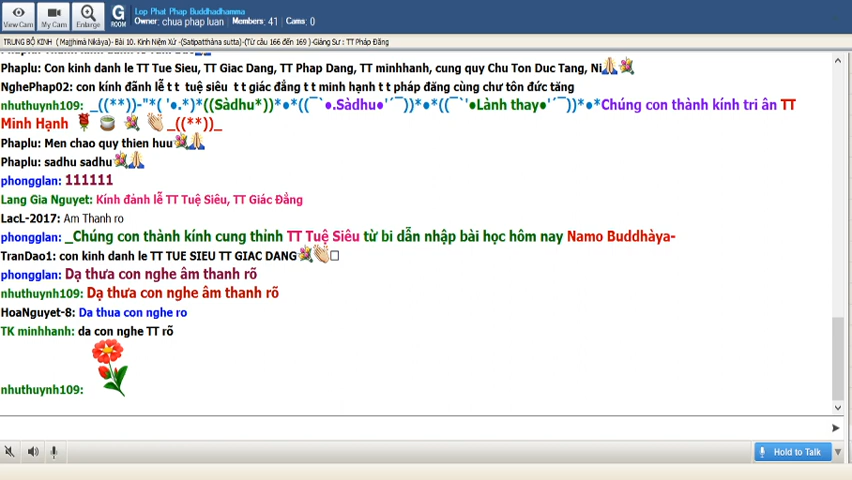 View Cam
My Cam
Enlarge
G
ROOM
Lop Phat Phap Buddhadhamma
Owner: chua phap luan Members: 41 Cams: 0
TRUNG BỘ KINH ( Majjhimà Nikàya)- Bài 10. Kinh Niệm Xứ -(Satipatthàna sutta)-(Từ câu 166 đến 169 )-Giảng Sư : TT Pháp Đăng
Phaplu: Con kinh danh le TT Tue Sieu, TT Giac Dang, TT Phap Dang, TT minhhanh, cung quy Chu Ton Duc Tang, Ni
NghePhap02: con kính đãnh lễ t t tuệ siêu t t giác đẳng t t minh hạnh t t pháp đăng cùng chư tôn đức tăng
nhuthuynh109: _((**))-"*( '●.*)*((Sàdhu*))*●*((¯`●.Sàdhu●'´¯))*●*((¯`'●Lành thay●'´¯))*●*Chúng con thành kính tri ân TT
Minh Hạnh _((**))_
Phaplu: Men chao quy thien huu
Phaplu: sadhu sadhu
phongglan: 111111
Lang Gia Nguyet: Kính đảnh lễ TT Tuệ Siêu, TT Giác Đẳng
LacL-2017: Am Thanh ro
phongglan: _Chúng con thành kính cung thỉnh TT Tuệ Siêu từ bi dẫn nhập bài học hôm nay Namo Buddhàya-
TranDao1: con kinh danh le TT TUE SIEU TT GIAC DANG
phongglan: Dạ thưa con nghe âm thanh rõ
nhuthuynh109: Dạ thưa con nghe âm thanh rõ
HoaNguyet-8: Da thua con nghe ro
TK minhhanh: da con nghe TT rõ
nhuthuynh109:
Hold to Talk